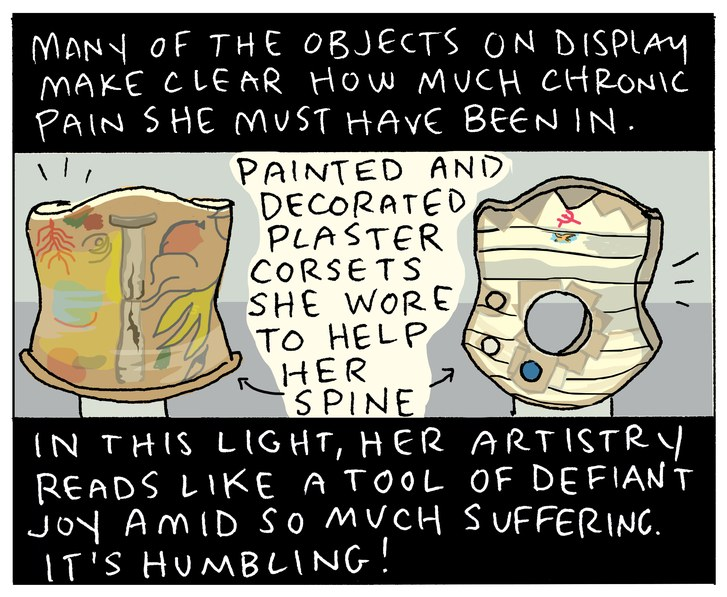 MANY OF THE OBJECTS ON DISPLAY
MAKE CLEAR HOW MUCH CHRONIC
PAIN SHE MUST HAVE BEEN IN.
PAINTED AND
DECORATED
PLASTER
CORSETS
SHE WORE
TO HELP
HER
SPINE
IN THIS LIGHT, HER ARTISTRY
READS LIKE A TOOL OF DEFIANT
JOY AMID SO MUCH SUFFERING.
IT'S HUMBLING!